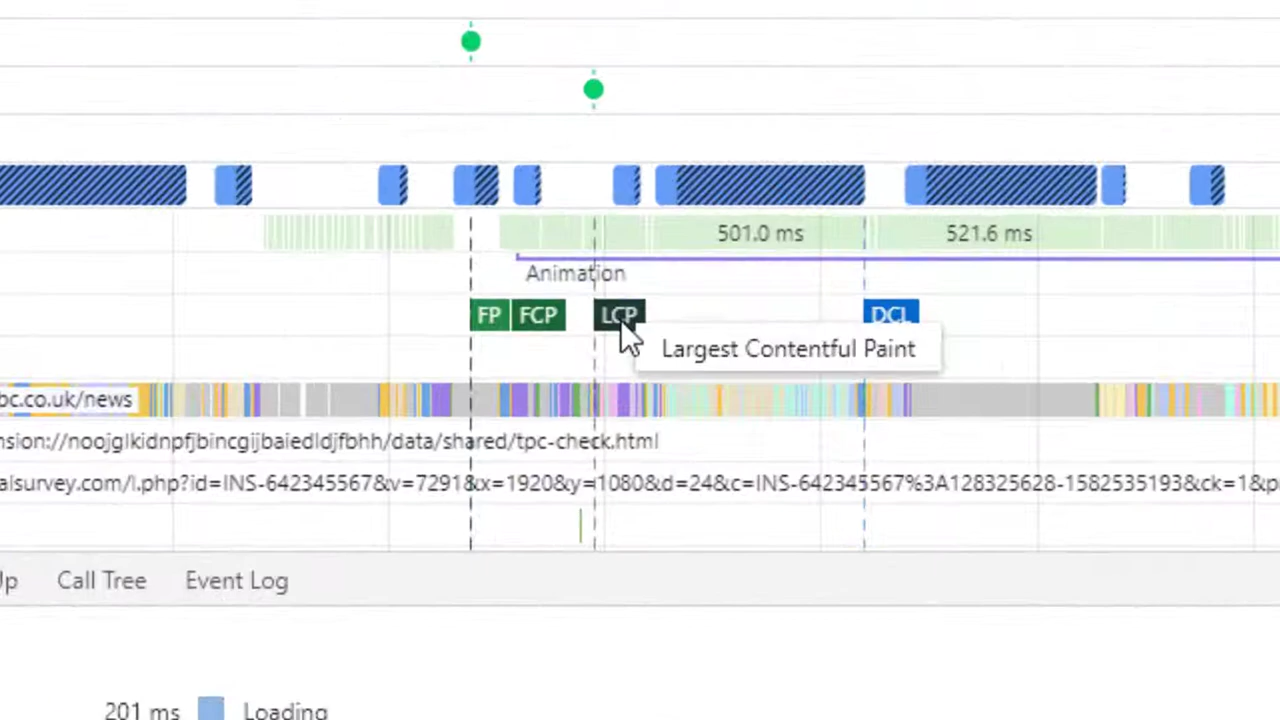 501.0 ms 521.6 ms
Animation
FP FCP LCP DCL
Largest Contentful Paint
bc.co.uk/news
nsion://noojglkidnpfjbincgijbaiedldjfbhh/data/shared/tpc-check.html
alsurvey.com/l.php?id=INS-642345567&v=7291&x=1920&y=1080&d=24&c=INS-642345567%3A128325628-1582535193&ck=1&p
Up Call Tree Event Log
201 ms Loading